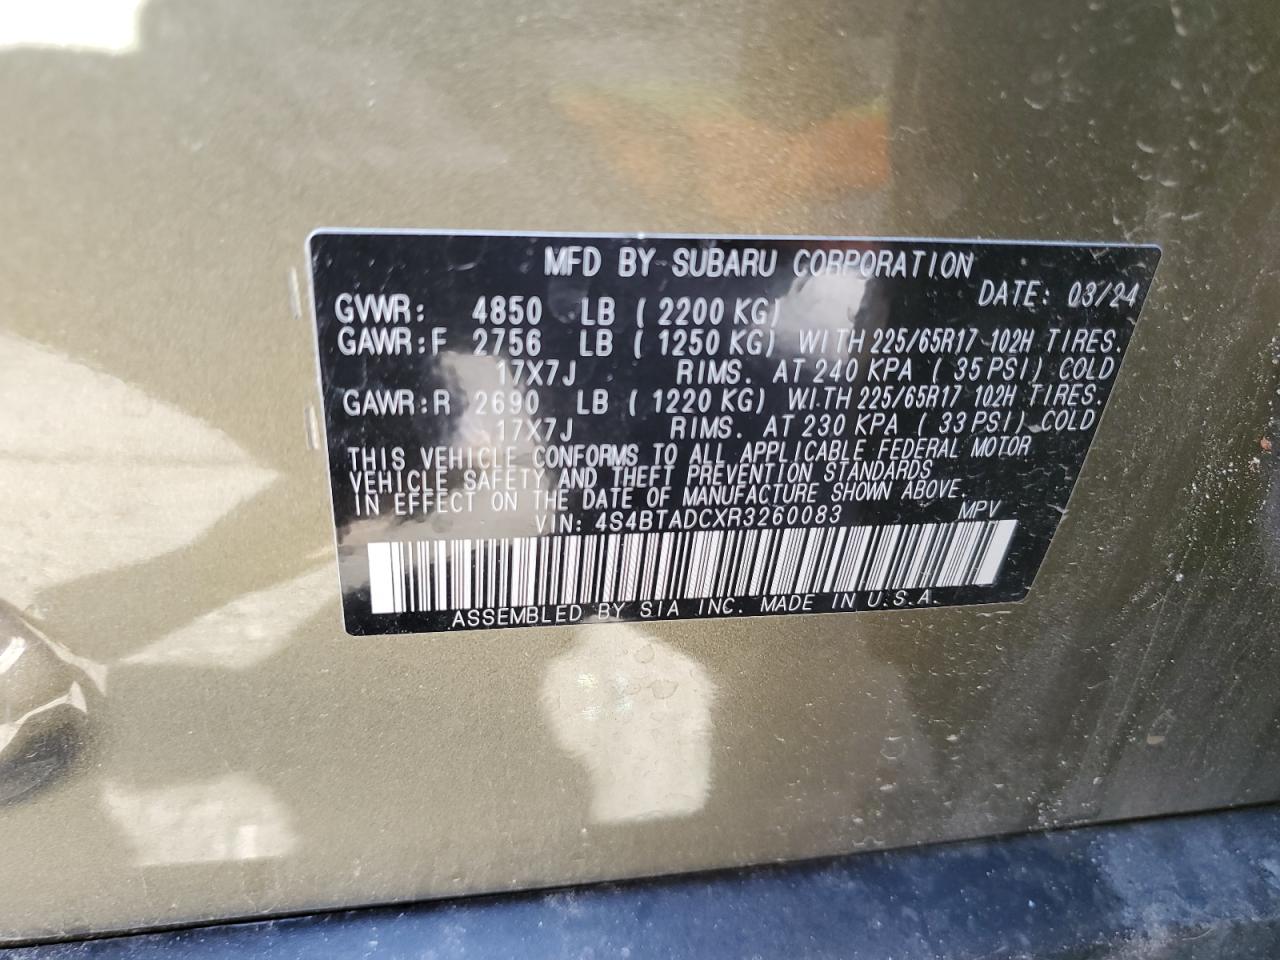 MFD BY SUBARU CORPORATION
DATE: 03/24
GVWR: 4850 LB ( 2200 KG)
GAWR:F 2756 LB ( 1250 KG) WITH 225/65R17 102H TIRES.
17X7J RIMS. AT 240 KPA ( 35 PSI) COLD
GAWR:R 2690 LB ( 1220 KG) WITH 225/65R17 102H TIRES.
17X7J RIMS. AT 230 KPA ( 33 PSI) COLD
THIS VEHICLE CONFORMS TO ALL APPLICABLE FEDERAL MOTOR
VEHICLE SAFETY AND THEFT PREVENTION STANDARDS
IN EFFECT ON THE DATE OF MANUFACTURE SHOWN ABOVE.
VIN: 4S4BTADCXR3260083 MPV
ASSEMBLED BY SIA INC. MADE IN U.S.A.